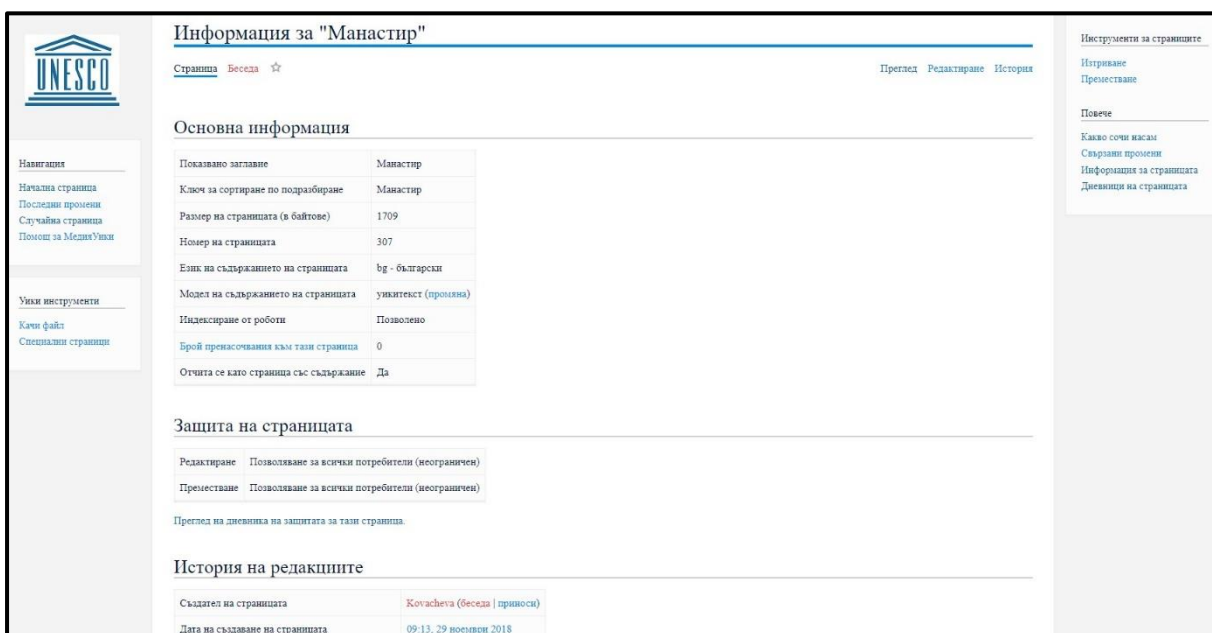 UNESCO
Информация за "Манастир"
Страница Беседа
Преглед Редактиране История
Основна информация
Показвано заглавие Манастир
Ключ за сортиране по подразбиране Манастир
Размер на страницата (в байтове) 1709
Номер на страницата 307
Език на съдържанието на страницата bg - български
Модел на съдържанието на страницата уикитекст (промяна)
Индексиране от роботи Позволено
Брой пренасочвания към тази страница 0
Отчита се като страница със съдържание Да
Защита на страницата
Редактиране Позволяване за всички потребители (неограничен)
Преместване Позволяване за всички потребители (неограничен)
Преглед на дневника на защитата за тази страница.
История на редакциите
Създател на страницата Kovacheva (беседа | приноси)
Дата на създаване на страницата 09:13, 29 ноември 2018
Навигация
Начална страница
Последни промени
Случайна страница
Помощ за МедияУики
Уики инструменти
Качи файл
Специални страници
Инструменти за страниците
Изтриване
Преместване
Повече
Какво сочи насам
Свързани промени
Информация за страницата
Дневници на страницата